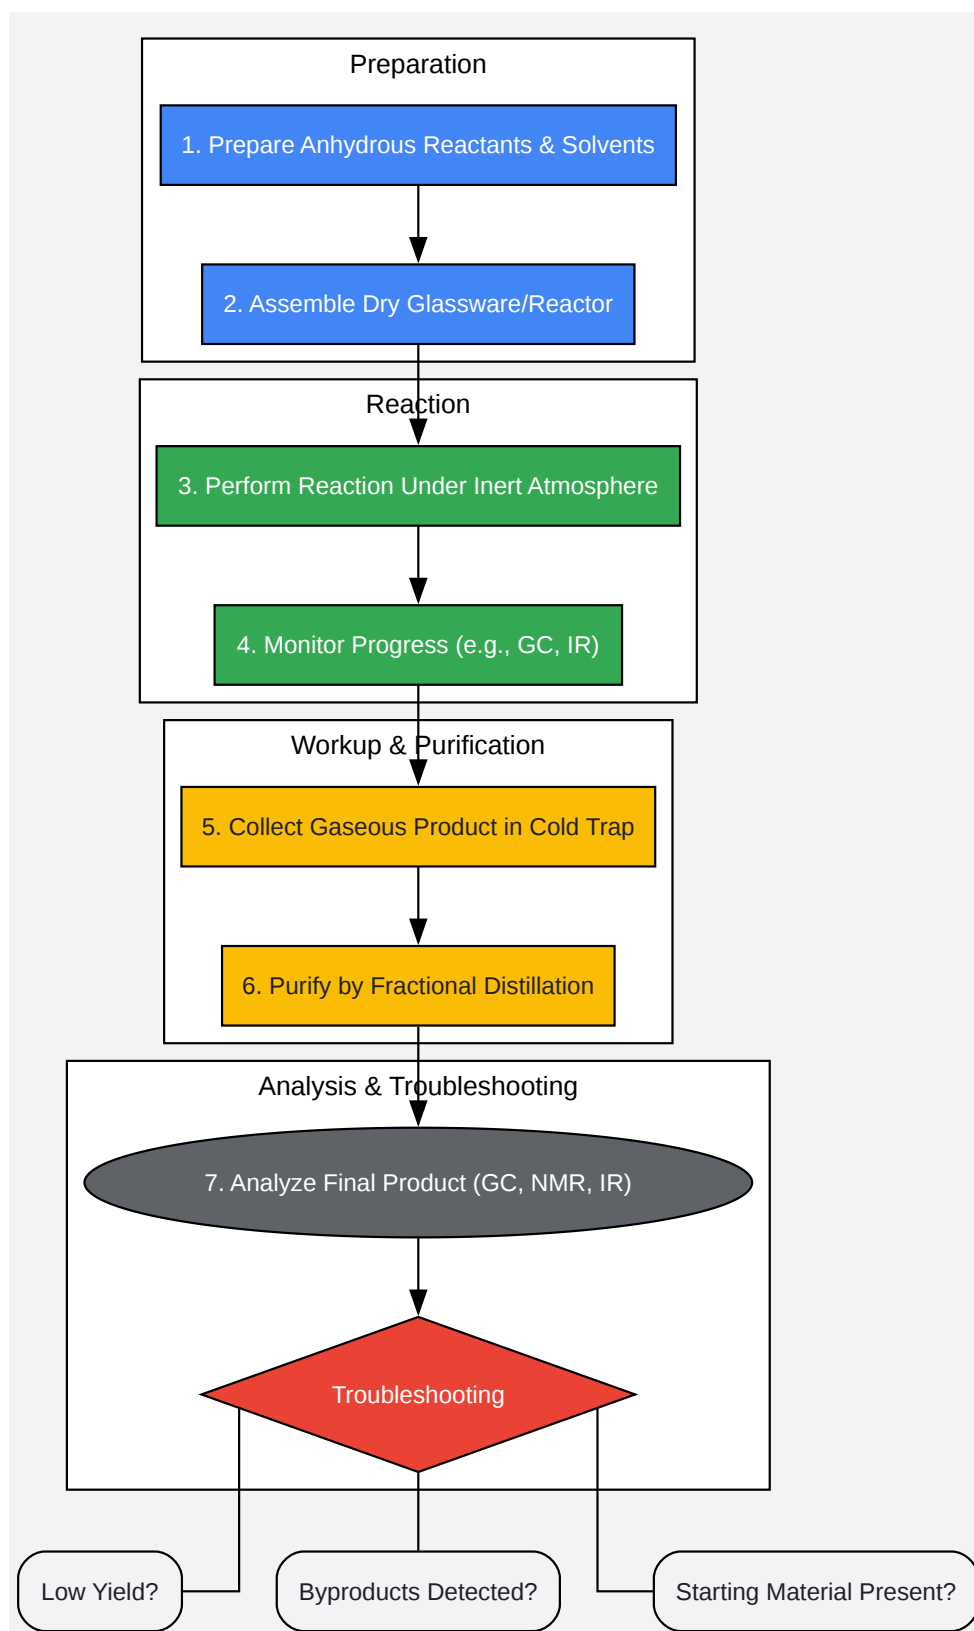 Preparation
1. Prepare Anhydrous Reactants & Solvents
2. Assemble Dry Glassware/Reactor
Reaction
3. Perform Reaction Under Inert Atmosphere
4. Monitor Progress (e.g., GC, IR)
Workup & Purification
5. Collect Gaseous Product in Cold Trap
6. Purify by Fractional Distillation
Analysis & Troubleshooting
7. Analyze Final Product (GC, NMR, IR)
Troubleshooting
Low Yield?
Byproducts Detected?
Starting Material Present?